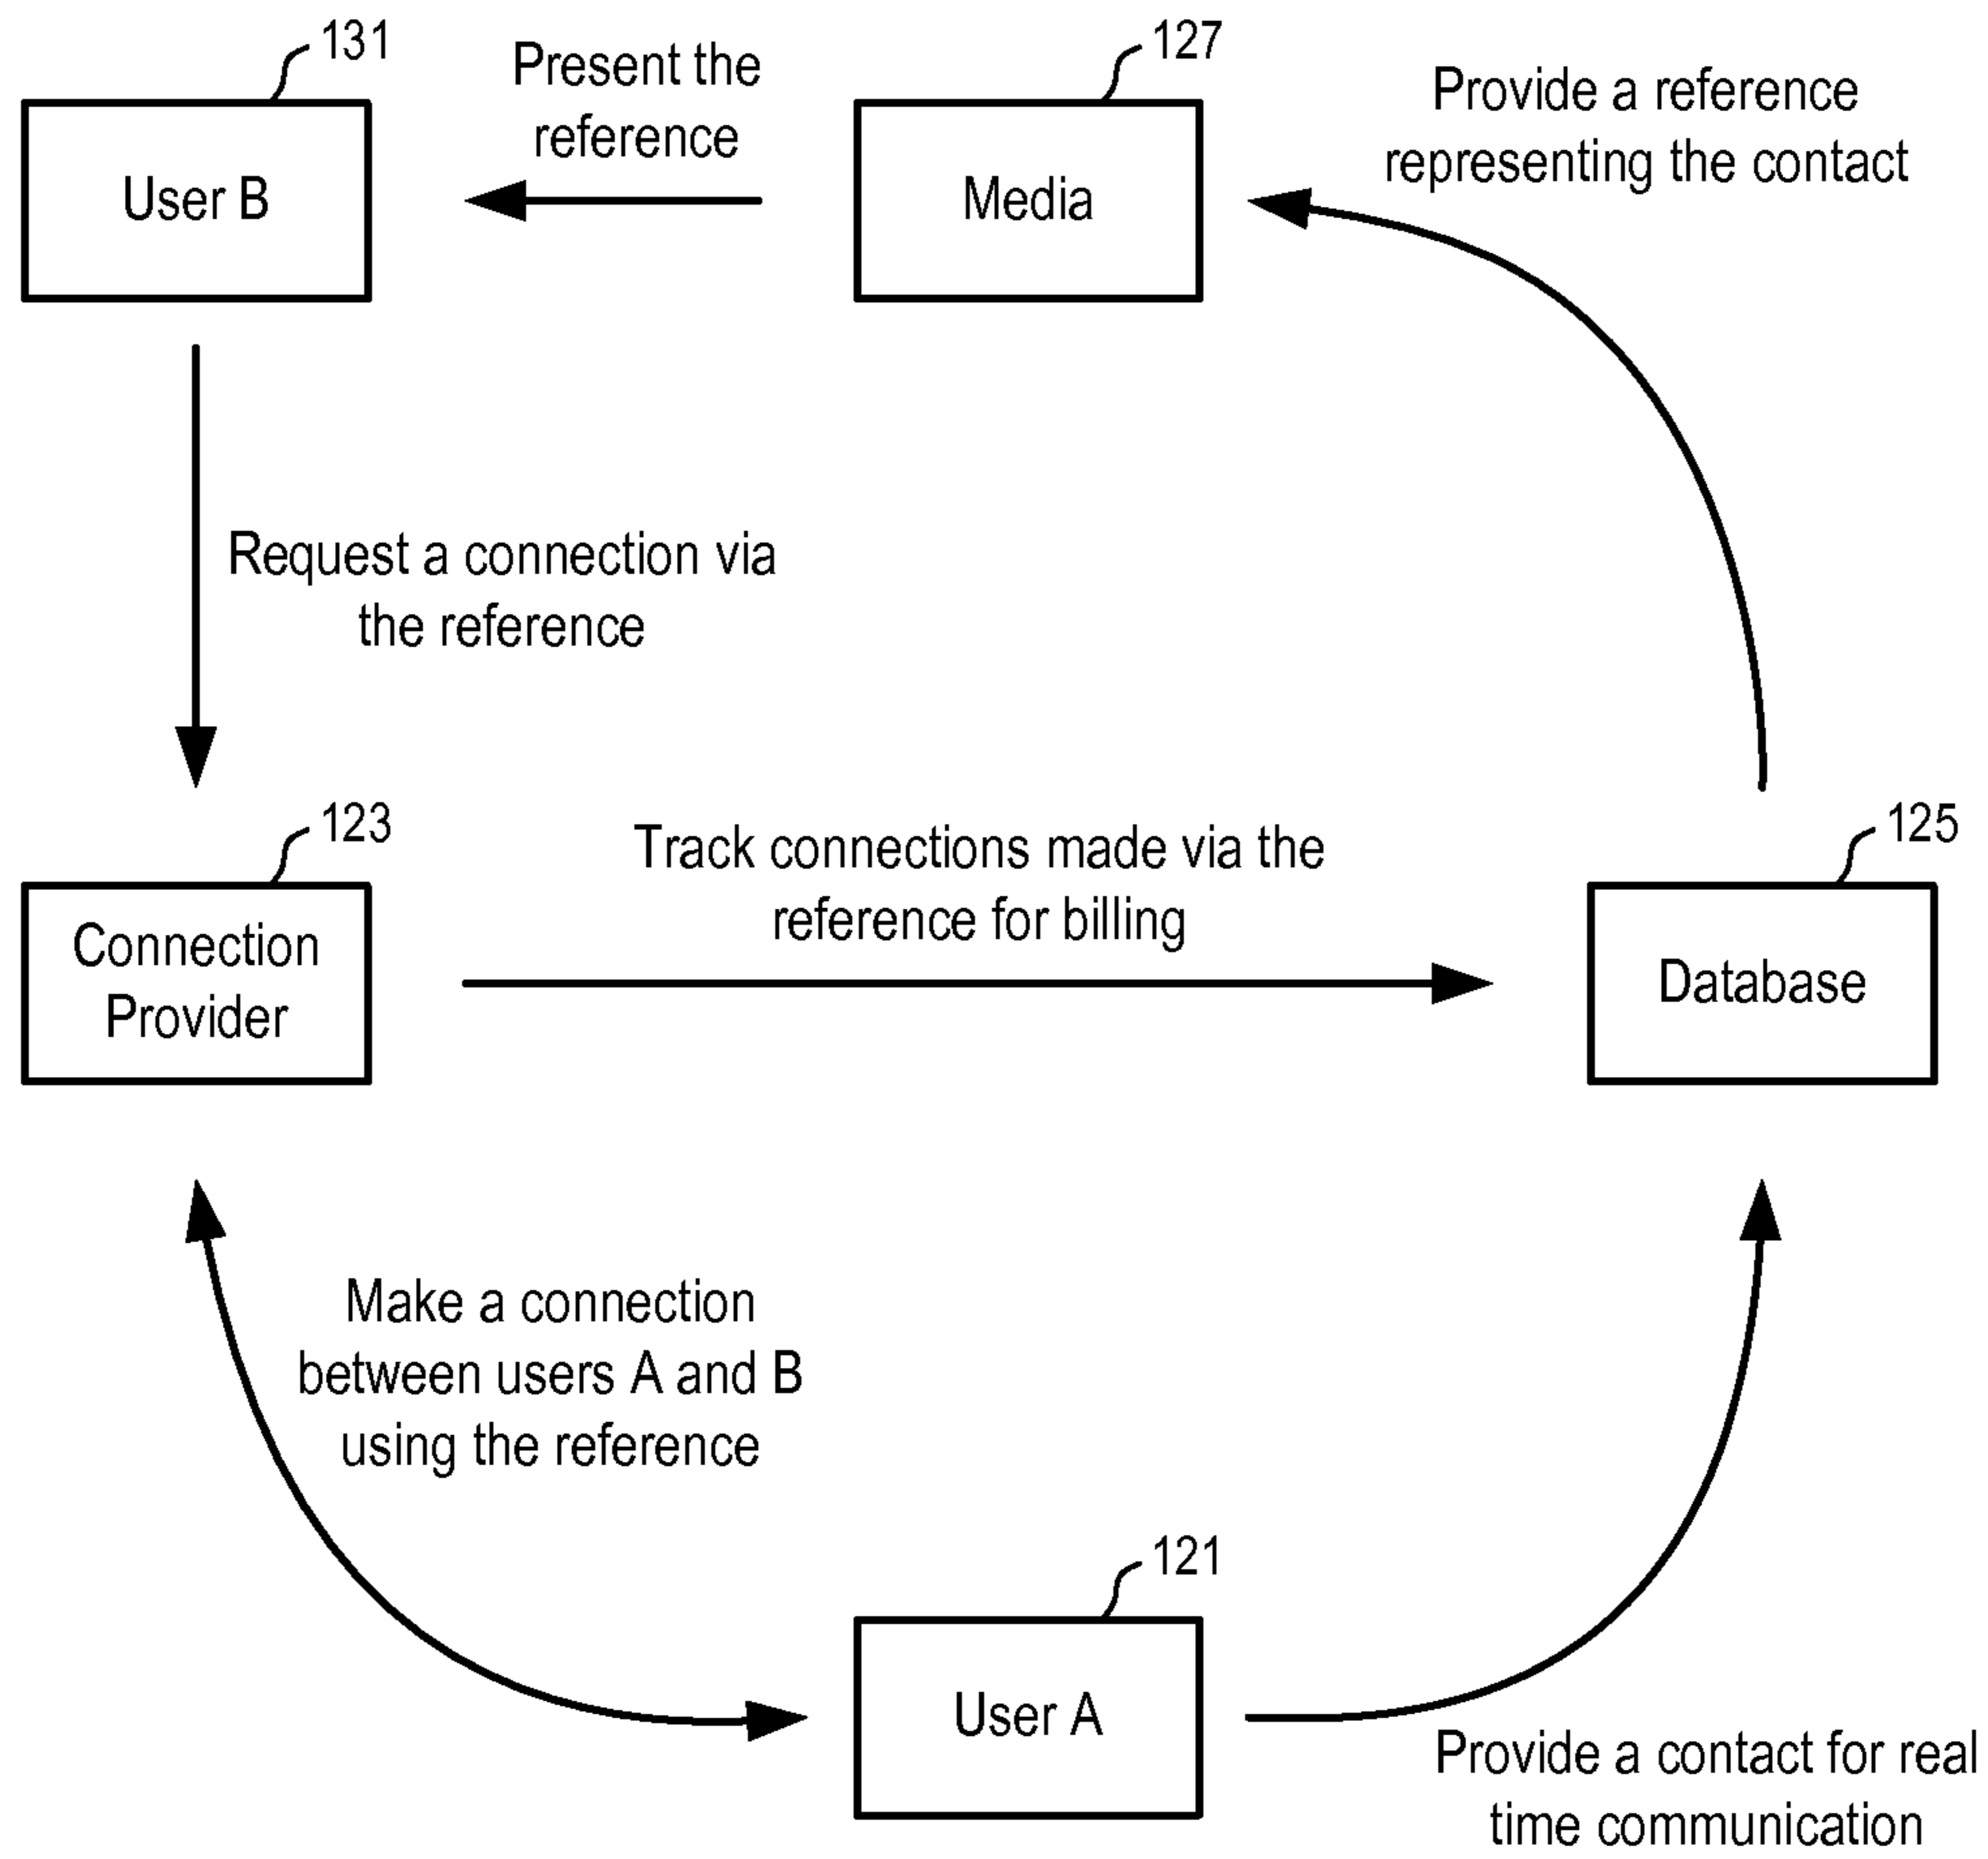 131
Present the
reference
127
Provide a reference
representing the contact
User B
Media
Request a connection via
the reference
123
Track connections made via the
reference for billing
125
Connection
Provider
Database
Make a connection
between users A and B
using the reference
121
User A
Provide a contact for real
time communication